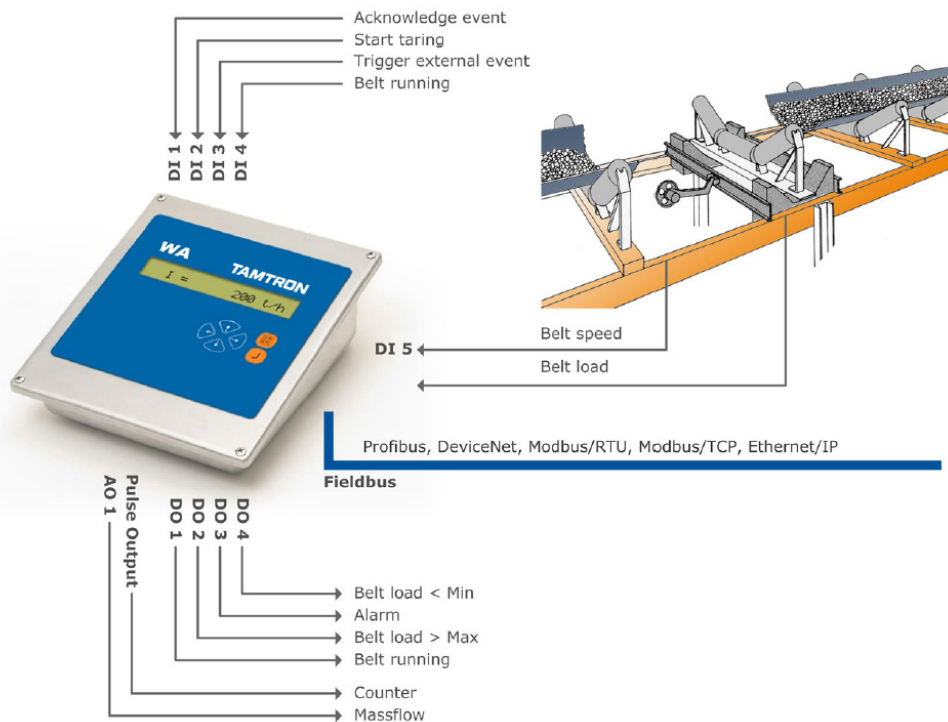 Acknowledge event
Start taring
Trigger external event
Belt running
DI 1
DI 2
DI 3
DI 4
WA TAMTRON
I =
200 t/h
Belt speed
DI 5
Belt load
Profibus, DeviceNet, Modbus/RTU, Modbus/TCP, Ethernet/IP
Fieldbus
AO 1
Pulse Output
DO 1
DO 2
DO 3
DO 4
Belt load < Min
Alarm
Belt load > Max
Belt running
Counter
Massflow